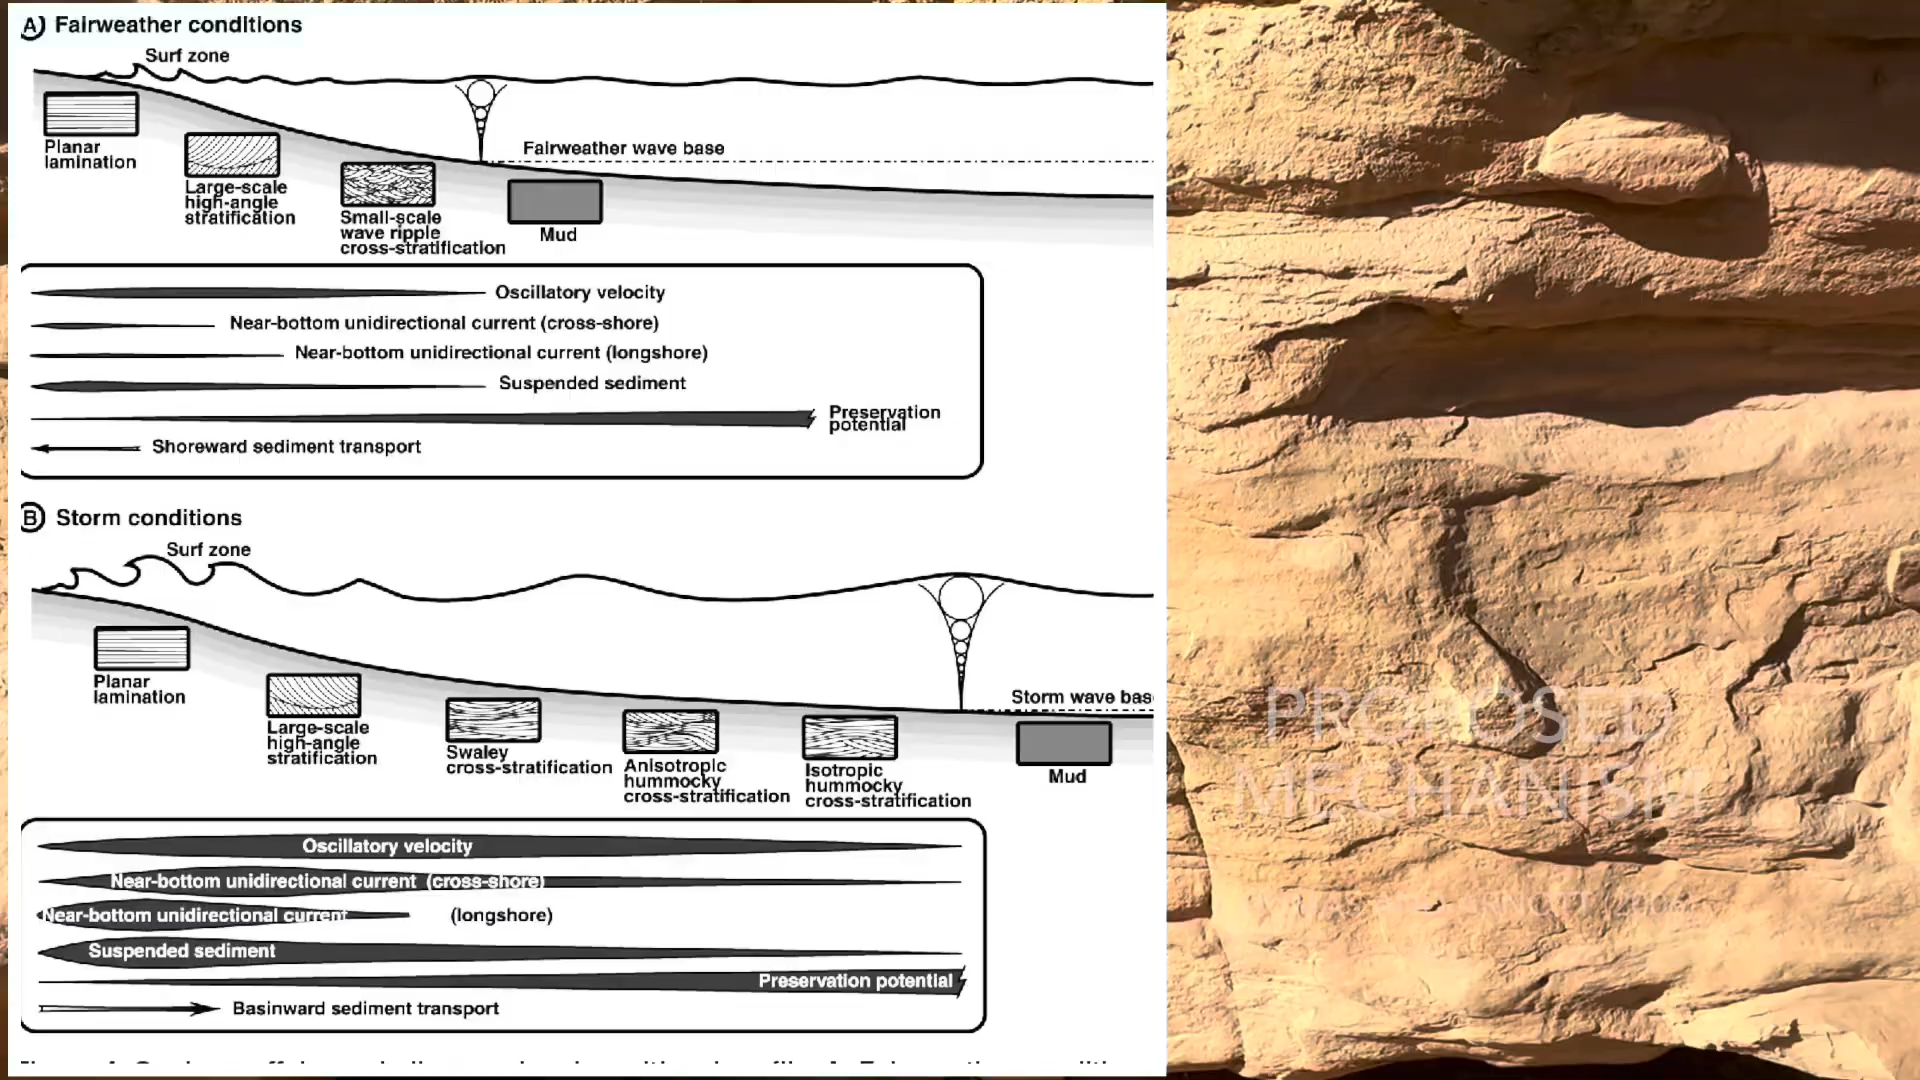 A) Fairweather conditions
Surf zone
Fairweather wave base
Planar
lamination
Large-scale
high-angle
stratification
Small-scale
wave ripple
cross-stratification
Mud
Oscillatory velocity
Near-bottom unidirectional current (cross-shore)
Near-bottom unidirectional current (longshore)
Suspended sediment
Preservation
potential
Shoreward sediment transport
B Storm conditions
Surf zone
Storm wave bas
Planar
lamination
Large-scale
high-angle
stratification
Swaley
cross-stratification
Anisotropic
hummocky
cross-stratification
Isotropic
hummocky
cross-stratification
Mud
Oscillatory velocity
Near-bottom unidirectional current (cross-shore)
Near-bottom unidirectional current (longshore)
Suspended sediment
Preservation potential
Basinward sediment transport
PROPOSED
MECHANISM